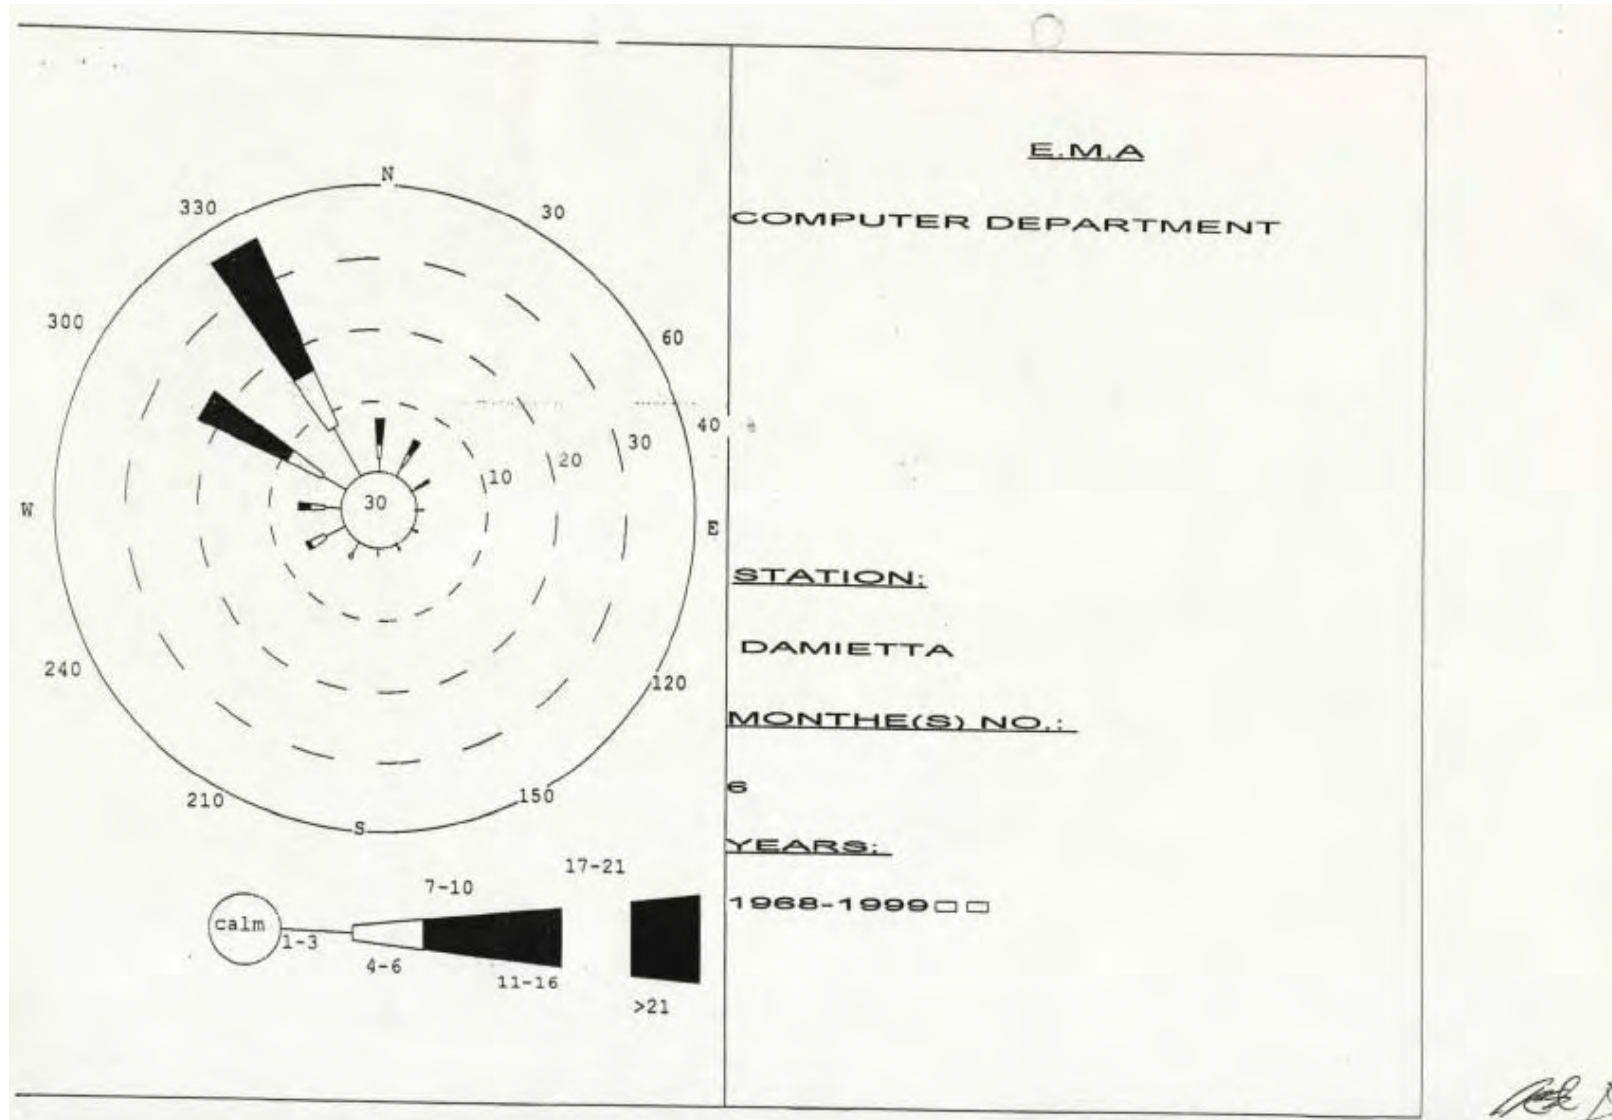 N
330
30
300
60
40
30
20
10
30
W
E
240
120
210
150
S
17-21
7-10
calm
1-3
4-6
11-16
>21
E.M.A
COMPUTER DEPARTMENT
STATION:
DAMIETTA
MONTHE(S) NO.:
6
YEARS:
1968-1999